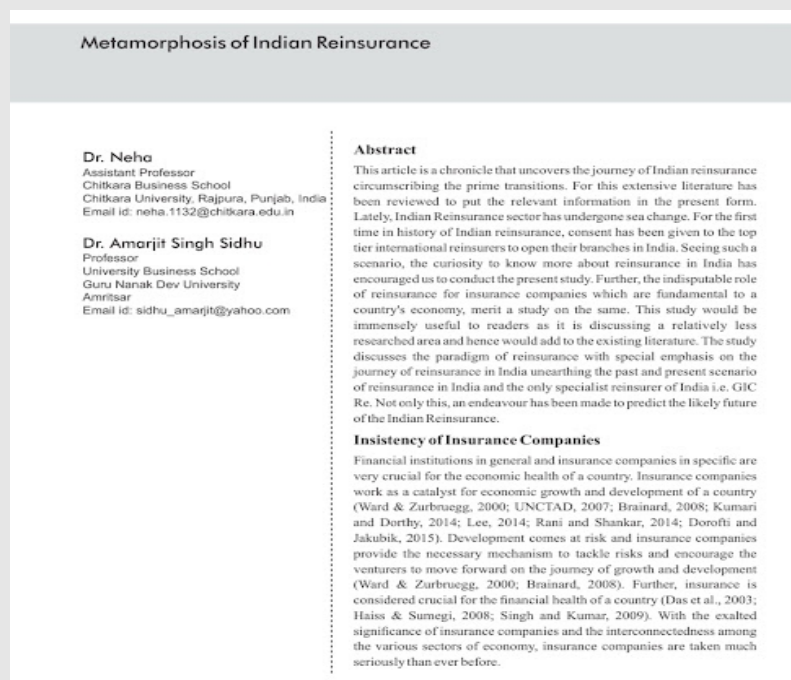 Metamorphosis of Indian Reinsurance
Dr. Neha
Assistant Professor
Chitkara Business School
Chitkara University, Rajpura, Punjab, India
Email id: neha.1132@chitkara.edu.in
Dr. Amarjit Singh Sidhu
Professor
University Business School
Guru Nanak Dev University
Amritsar
Email id: sidhu_amarjit@yahoo.com
Abstract
This article is a chronicle that uncovers the journey of Indian reinsurance
circumscribing the prime transitions. For this extensive literature has
been reviewed to put the relevant information in the present form.
Lately, Indian Reinsurance sector has undergone sea change. For the first
time in history of Indian reinsurance, consent has been given to the top
tier international reinsurers to open their branches in India. Seeing such a
scenario, the curiosity to know more about reinsurance in India has
encouraged us to conduct the present study. Further, the indisputable role
of reinsurance for insurance companies which are fundamental to a
country's economy, merit a study on the same. This study would be
immensely useful to readers as it is discussing a relatively less
researched area and hence would add to the existing literature. The study
discusses the paradigm of reinsurance with special emphasis on the
journey of reinsurance in India unearthing the past and present scenario
of reinsurance in India and the only specialist reinsurer of India i.e. GIC
Re. Not only this, an endeavour has been made to predict the likely future
of the Indian Reinsurance.
Insistency of Insurance Companies
Financial institutions in general and insurance companies in specific are
very crucial for the economic health of a country. Insurance companies
work as a catalyst for economic growth and development of a country
(Ward & Zurbruegg, 2000; UNCTAD, 2007; Brainard, 2008; Kumari
and Dorthy, 2014; Lee, 2014; Rani and Shankar, 2014; Dorofti and
Jakubik, 2015). Development comes at risk and insurance companies
provide the necessary mechanism to tackle risks and encourage the
venturers to move forward on the journey of growth and development
(Ward & Zurbruegg, 2000; Brainard, 2008). Further, insurance is
considered crucial for the financial health of a country (Das et al., 2003;
Haiss & Sumegi, 2008; Singh and Kumar, 2009). With the exalted
significance of insurance companies and the interconnectedness among
the various sectors of economy, insurance companies are taken much
seriously than ever before.